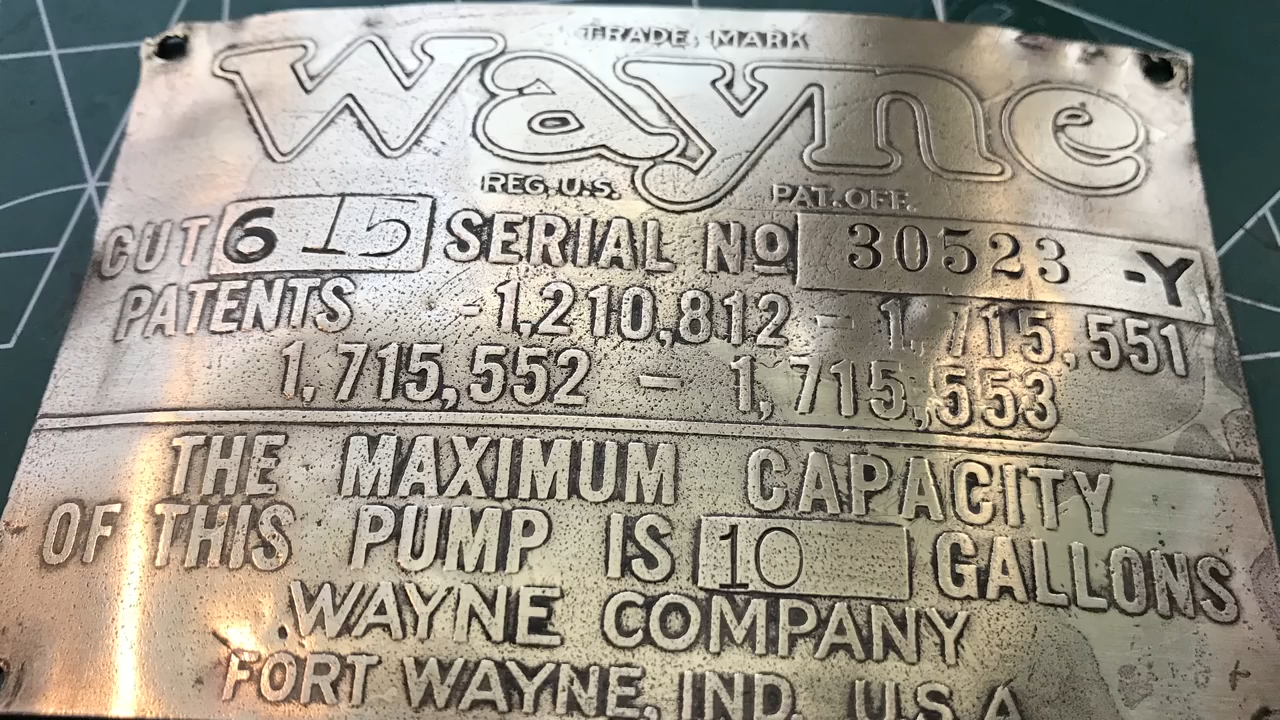 TRADE MARK
Wayne
REG. U.S. PAT. OFF.
CUT 615 SERIAL NO 30523 -Y
PATENTS -1,210,812 - 1,715,551
1,715,552 - 1,715,553
THE MAXIMUM CAPACITY
OF THIS PUMP IS 10 GALLONS
WAYNE COMPANY
FORT WAYNE, IND. U.S.A